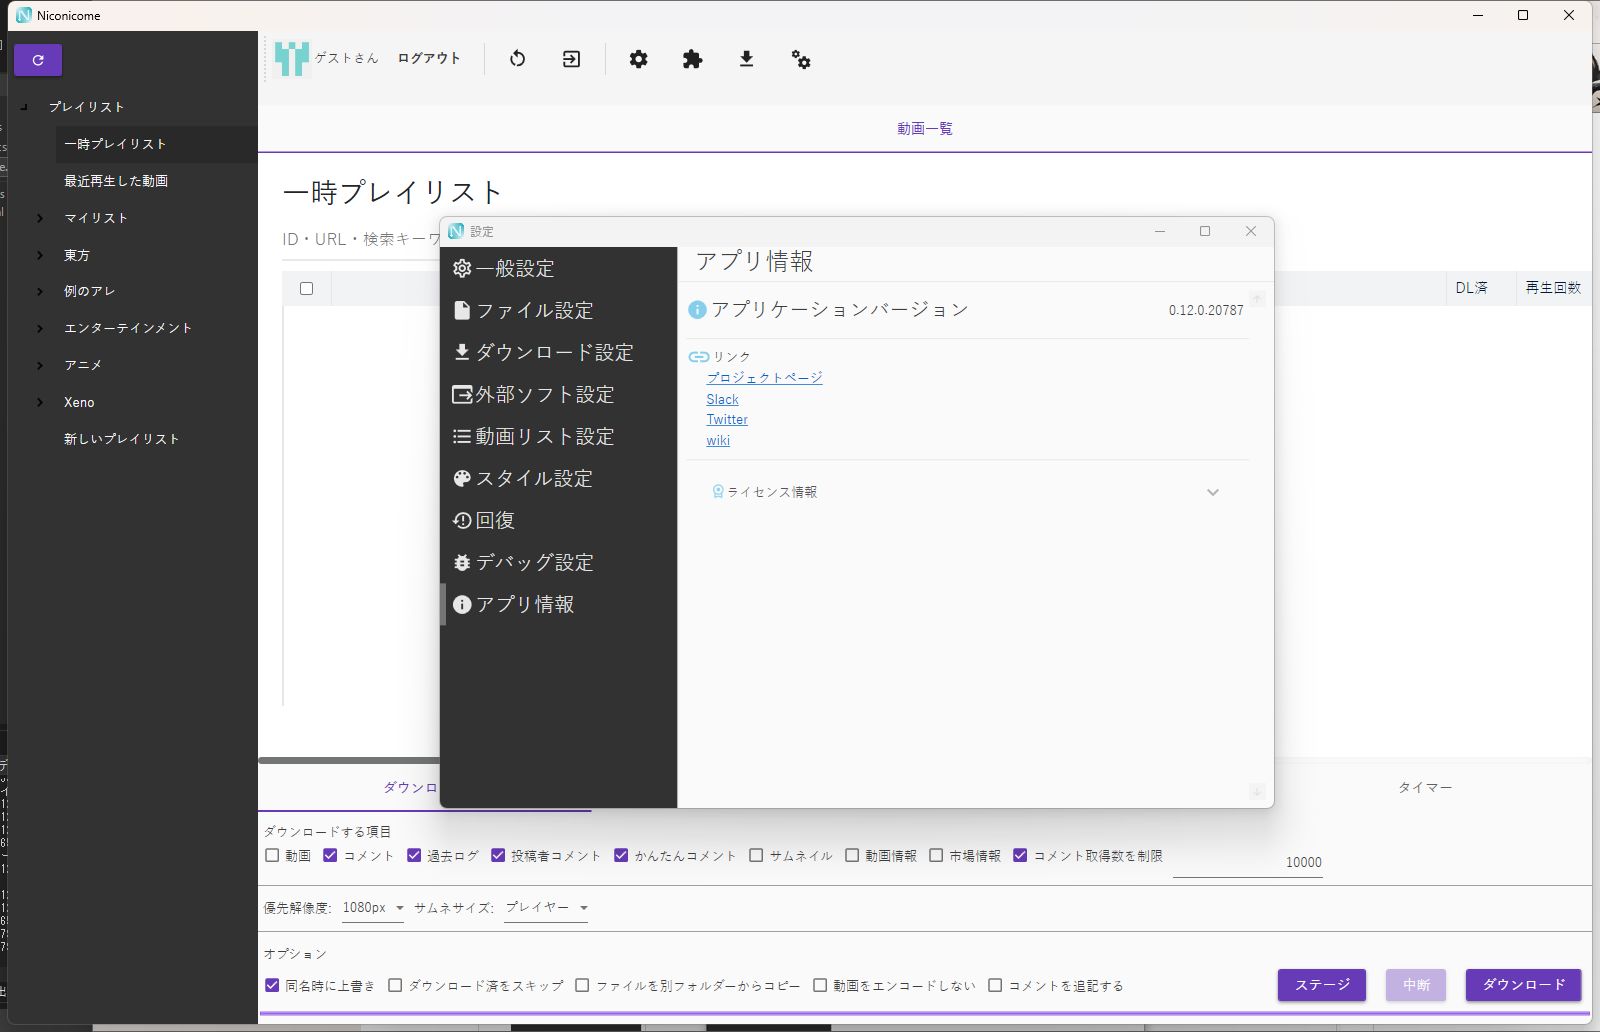 Niconicome
ゲストさん ログアウト
プレイリスト
一時プレイリスト
最近再生した動画
マイリスト
東方
例のアレ
エンターテインメント
アニメ
Xeno
新しいプレイリスト
動画一覧
一時プレイリスト
ID・URL・検索キーワ
DL済 再生回数
設定
一般設定
ファイル設定
ダウンロード設定
外部ソフト設定
動画リスト設定
スタイル設定
回復
デバッグ設定
アプリ情報
アプリ情報
アプリケーションバージョン 0.12.0.20787
リンク
プロジェクトページ
Slack
Twitter
wiki
ライセンス情報
ダウンロ タイマー
ダウンロードする項目
動画 コメント 過去ログ 投稿者コメント かんたんコメント サムネイル 動画情報 市場情報 コメント取得数を制限 10000
優先解像度: 1080px サムネサイズ: プレイヤー
オプション
同名時に上書き ダウンロード済をスキップ ファイルを別フォルダーからコピー 動画をエンコードしない コメントを追記する
ステージ 中断 ダウンロード